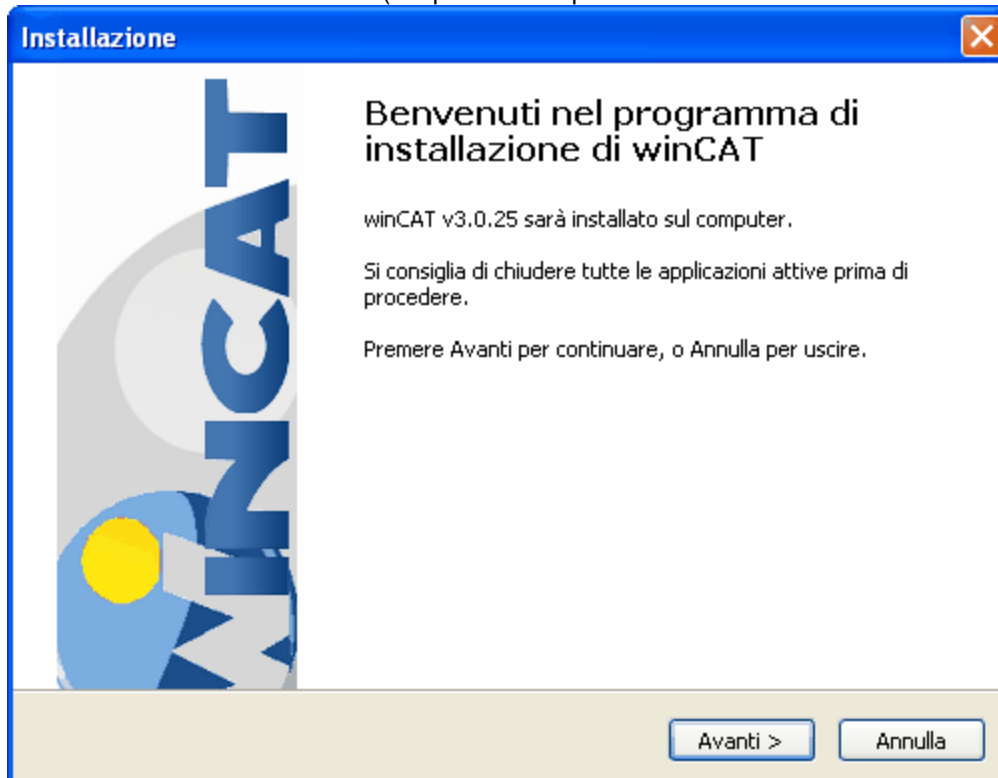 Installazione
WINCAT
Benvenuti nel programma di
installazione di winCAT
winCAT v3.0.25 sarà installato sul computer.
Si consiglia di chiudere tutte le applicazioni attive prima di
procedere.
Premere Avanti per continuare, o Annulla per uscire.
Avanti >
Annulla